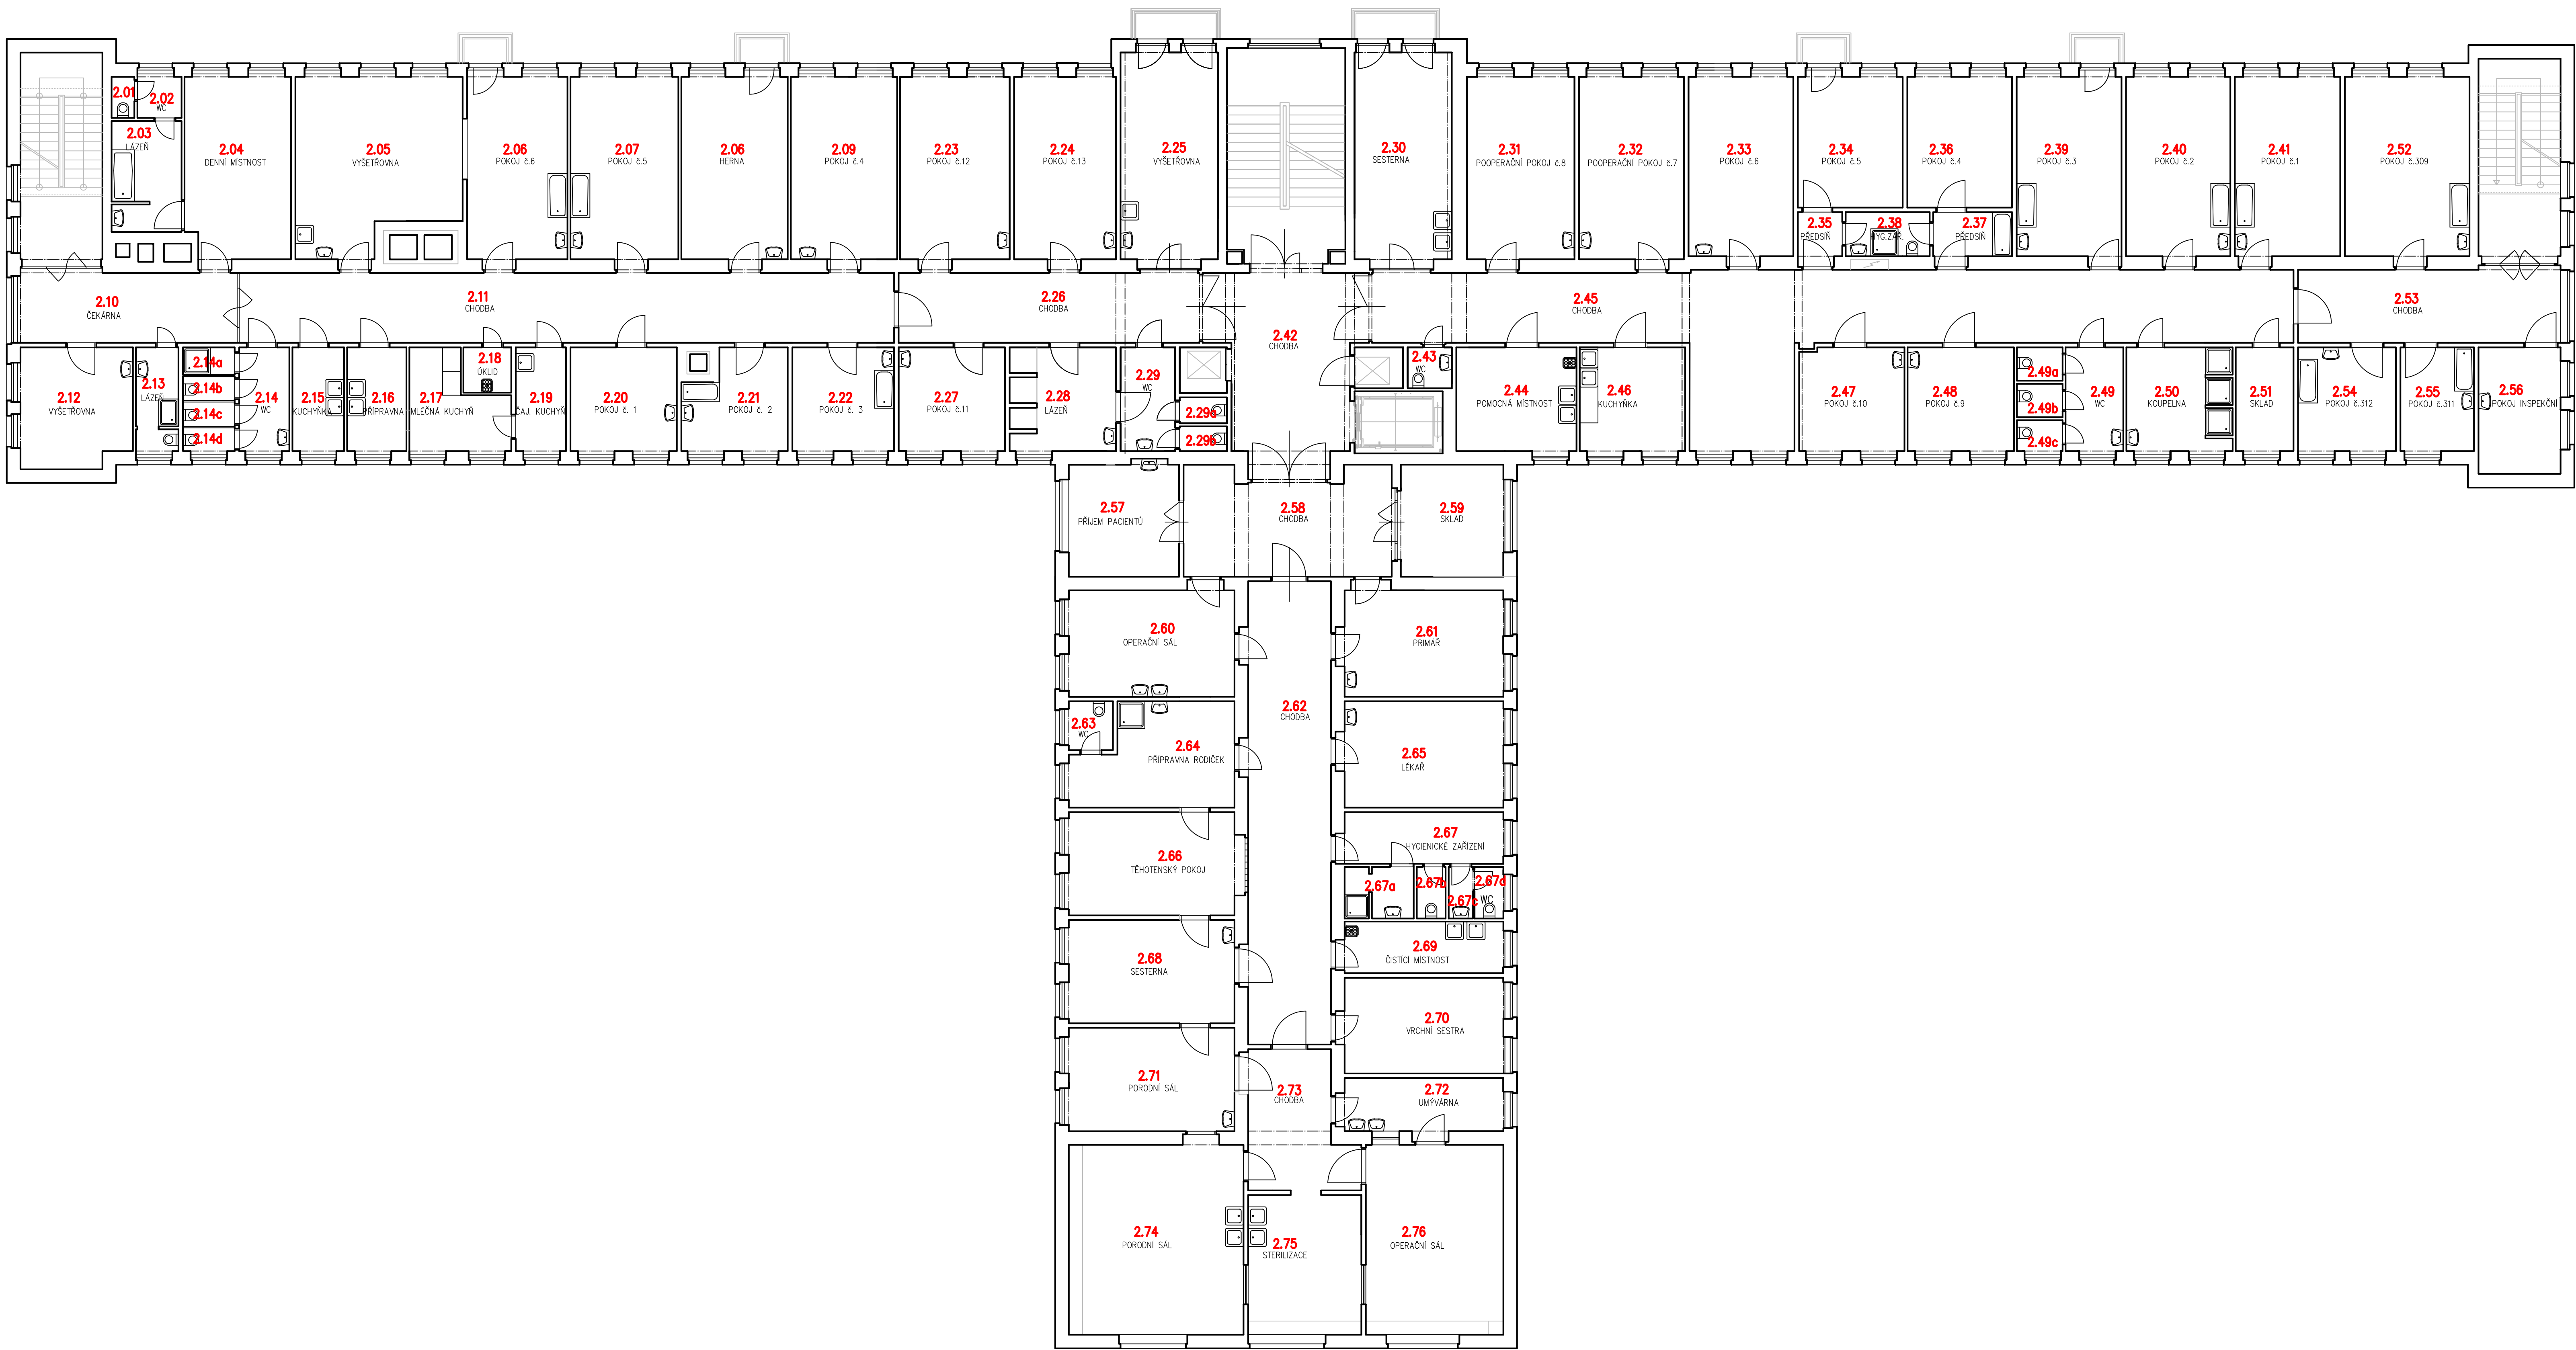 2.01
2.02
WC
2.03
LÁZEŇ
2.04
DENNÍ MÍSTNOST
2.05
VYŠETŘOVNA
2.06
POKOJ č.6
2.07
POKOJ č.5
2.06
HERNA
2.09
POKOJ č.4
2.23
POKOJ č.12
2.24
POKOJ č.13
2.25
VYŠETŘOVNA
2.30
SESTERNA
2.31
POOPERAČNÍ POKOJ č.8
2.32
POOPERAČNÍ POKOJ č.7
2.33
POKOJ č.6
2.34
POKOJ č.5
2.36
POKOJ č.4
2.39
POKOJ č.3
2.40
POKOJ č.2
2.41
POKOJ č.1
2.52
POKOJ č.309
2.35
PŘEDSÍŇ
2.38
HYG.ZAŘ.
2.37
PŘEDSÍŇ
2.10
ČEKÁRNA
2.11
CHODBA
2.26
CHODBA
2.42
CHODBA
2.45
CHODBA
2.53
CHODBA
2.12
VYŠETŘOVNA
2.13
LÁZEŇ
2.14a
2.14b
2.14c
2.14d
2.14
WC
2.15
KUCHYŇKA
2.16
PŘÍPRAVNA
2.17
MLÉČNÁ KUCHYŇ
2.18
ÚKLID
2.19
ČAJ. KUCHYŇ
2.20
POKOJ č. 1
2.21
POKOJ č. 2
2.22
POKOJ č. 3
2.27
POKOJ č.11
2.28
LÁZEŇ
2.29
WC
2.29a
2.29b
2.43
WC
2.44
POMOCNÁ MÍSTNOST
2.46
KUCHYŇKA
2.47
POKOJ č.10
2.48
POKOJ č.9
2.49a
2.49b
2.49c
2.49
WC
2.50
KOUPELNA
2.51
SKLAD
2.54
POKOJ č.312
2.55
POKOJ č.311
2.56
POKOJ INSPEKČNÍ
2.57
PŘÍJEM PACIENTŮ
2.58
CHODBA
2.59
SKLAD
2.60
OPERAČNÍ SÁL
2.61
PRIMÁŘ
2.62
CHODBA
2.63
WC
2.64
PŘÍPRAVNA RODIČEK
2.65
LÉKAŘ
2.66
TĚHOTENSKÝ POKOJ
2.67
HYGIENICKÉ ZAŘÍZENÍ
2.67a
2.67b
2.67c
2.67d
WC
2.68
SESTERNA
2.69
ČISTÍCÍ MÍSTNOST
2.70
VRCHNÍ SESTRA
2.71
PORODNÍ SÁL
2.72
UMÝVÁRNA
2.73
CHODBA
2.74
PORODNÍ SÁL
2.75
STERILIZACE
2.76
OPERAČNÍ SÁL